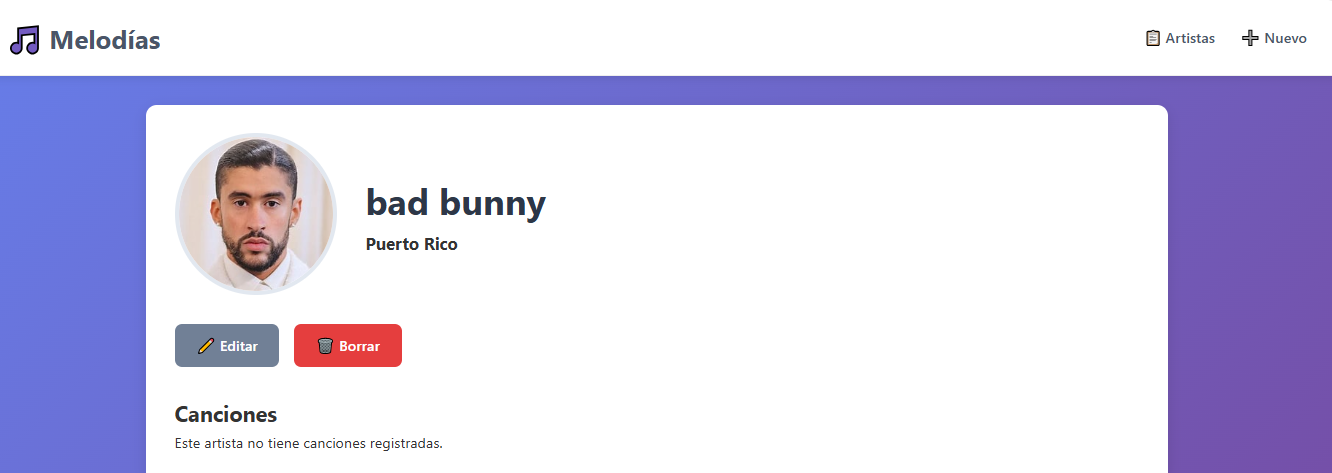 Melodías
Artistas
Nuevo
bad bunny
Puerto Rico
Editar
Borrar
Canciones
Este artista no tiene canciones registradas.